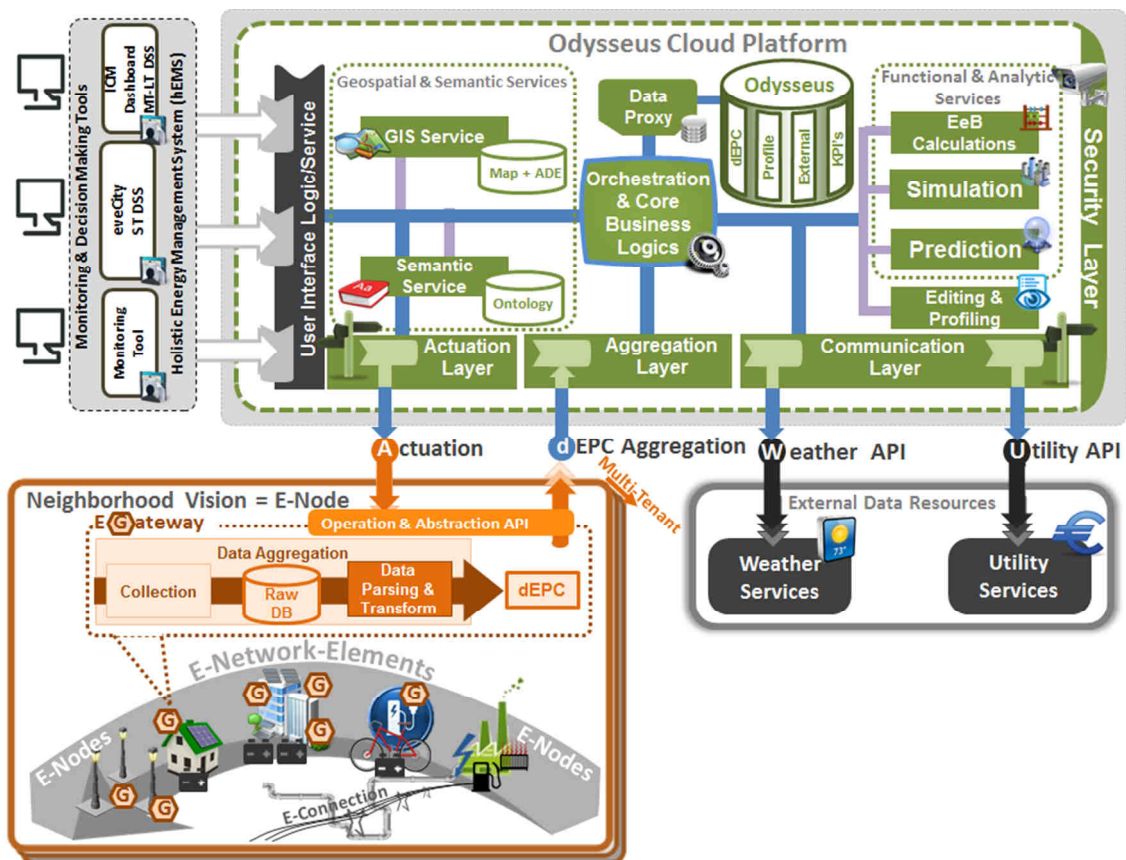 Odysseus Cloud Platform
Monitoring & Decision Making Tools
ICM
Dashboard
MT-LT DSS
eveCity
ST DSS
Monitoring
Tool
Holistic Energy Management System (hEMS)
User Interface Logic/Service
Geospatial & Semantic Services
GIS Service
Map + ADE
Semantic
Service
Aa
Ontology
Data
Proxy
Odysseus
dEPC
Profile
External
KPI's
Orchestration
& Core
Business
Logics
Functional & Analytic
Services
EeB
Calculations
Simulation
Prediction
Editing &
Profiling
Security Layer
Actuation
Layer
Aggregation
Layer
Communication
Layer
Actuation
dEPC Aggregation
Weather API
Utility API
Multi-Tenant
Neighborhood Vision = E-Node
E Gateway
Operation & Abstraction API
Data Aggregation
Collection
Raw
DB
Data
Parsing &
Transform
dEPC
External Data Resources
73°
Weather
Services
€
Utility
Services
E-Network-Elements
E-Nodes
E-Nodes
G
G
G
G
G
G
G
E-Connection